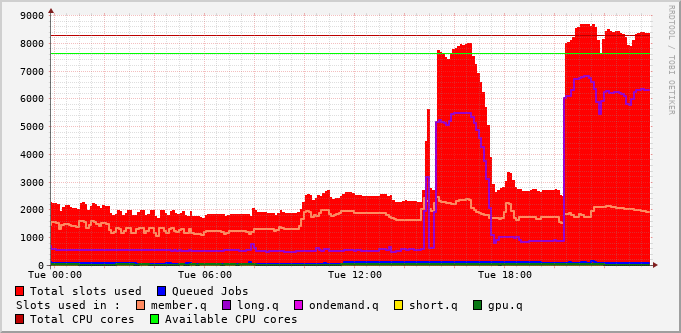 9000
8000
7000
6000
5000
4000
3000
2000
1000
0
Tue 00:00 Tue 06:00 Tue 12:00 Tue 18:00
RRDTOOL / TOBI OETIKER
Total slots used Queued Jobs
Slots used in : member.q long.q ondemand.q short.q gpu.q
Total CPU cores Available CPU cores